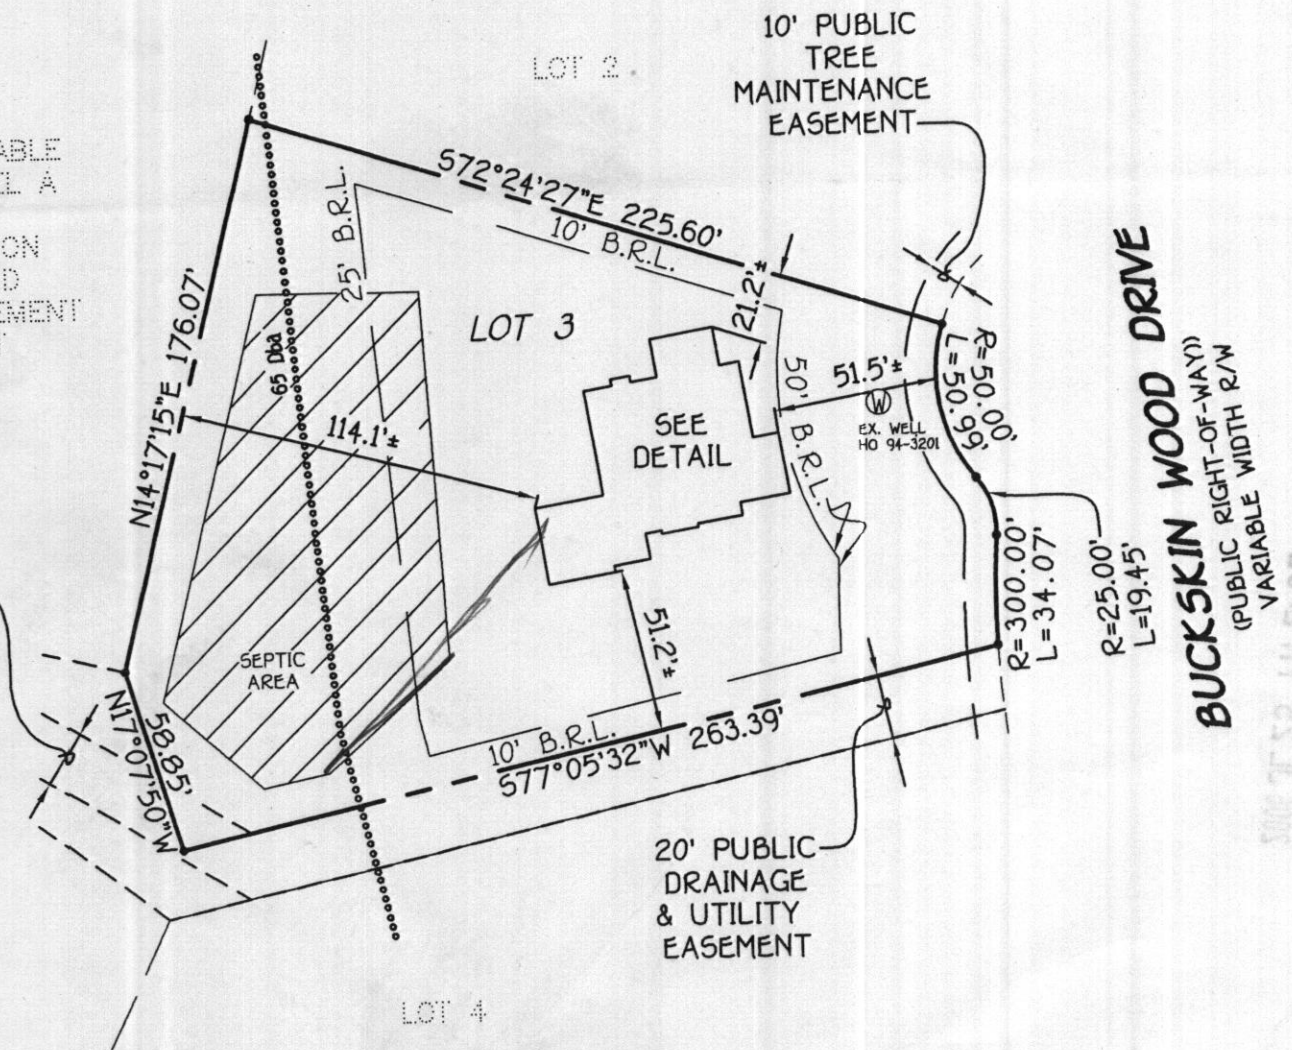 10' PUBLIC
TREE
MAINTENANCE
EASEMENT
LOT 2
ABLE
A
ON
EMENT
S72°24'27"E 225.60'
10' B.R.L.
25' B.R.L.
N14°17'15"E 176.07'
65 Dba
LOT 3
21.2'±
114.1'±
SEE
DETAIL
50' B.R.L.
51.5'±
W
EX. WELL
HO 94-3201
R=50.00'
L=50.99'
BUCKSKIN WOOD DRIVE
(PUBLIC RIGHT-OF-WAY))
VARIABLE WIDTH R/W
R=300.00'
L=34.07'
R=25.00'
L=19.45'
SEPTIC
AREA
51.2'±
N17°07'50"W
58.85'
10' B.R.L.
S77°05'32"W 263.39'
20' PUBLIC
DRAINAGE
& UTILITY
EASEMENT
LOT 4